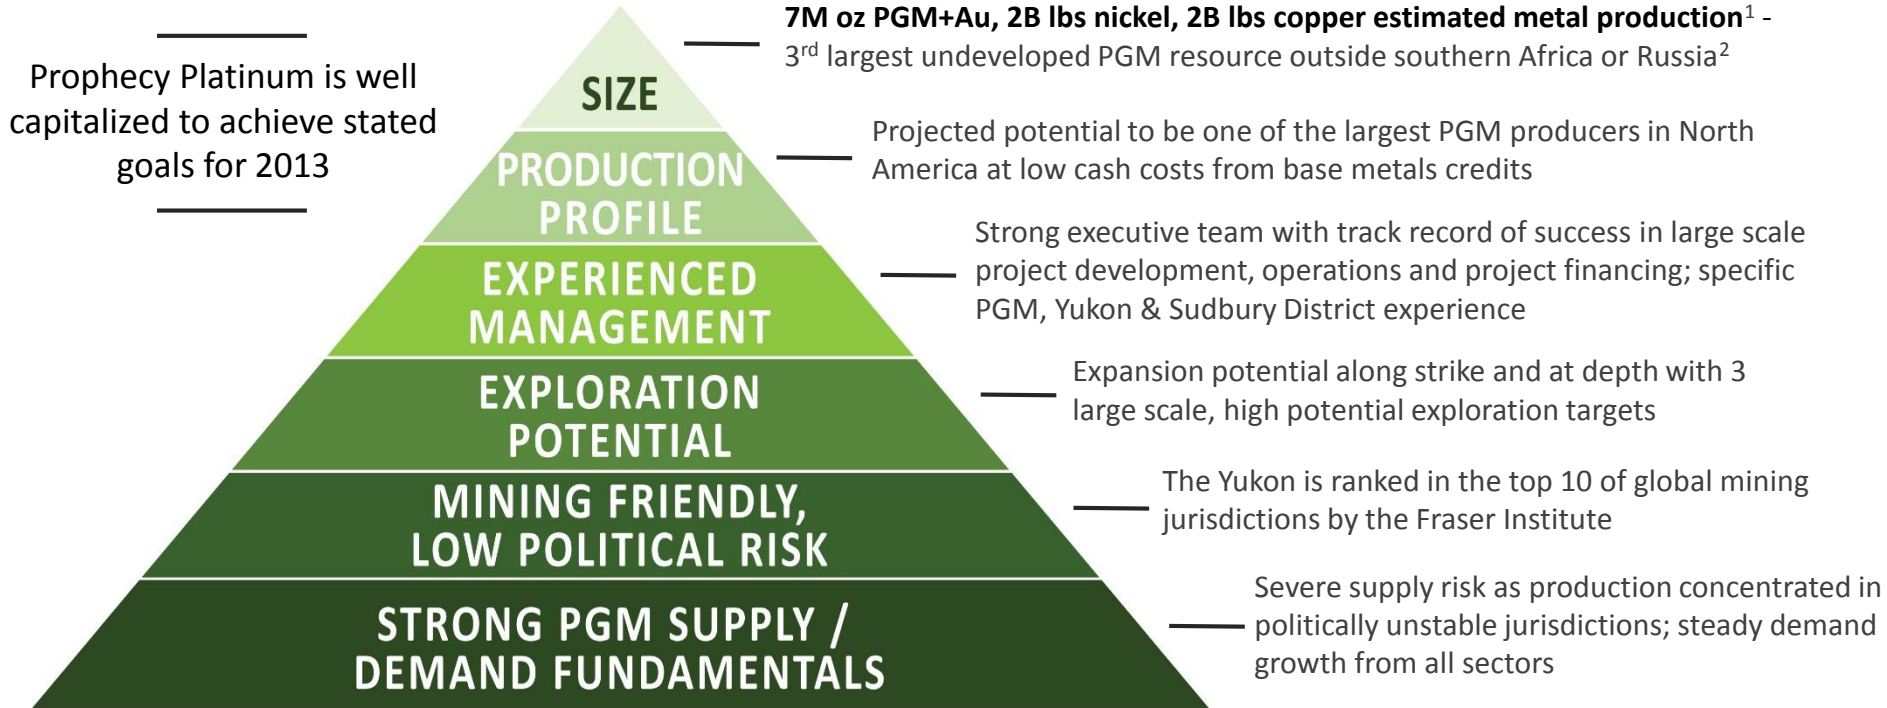 Prophecy Platinum is well
capitalized to achieve stated
goals for 2013
SIZE
7M oz PGM+Au, 2B lbs nickel, 2B lbs copper estimated metal production¹ -
3ʳᵈ largest undeveloped PGM resource outside southern Africa or Russia²
PRODUCTION
PROFILE
Projected potential to be one of the largest PGM producers in North
America at low cash costs from base metals credits
EXPERIENCED
MANAGEMENT
Strong executive team with track record of success in large scale
project development, operations and project financing; specific
PGM, Yukon & Sudbury District experience
EXPLORATION
POTENTIAL
Expansion potential along strike and at depth with 3
large scale, high potential exploration targets
MINING FRIENDLY,
LOW POLITICAL RISK
The Yukon is ranked in the top 10 of global mining
jurisdictions by the Fraser Institute
STRONG PGM SUPPLY /
DEMAND FUNDAMENTALS
Severe supply risk as production concentrated in
politically unstable jurisdictions; steady demand
growth from all sectors